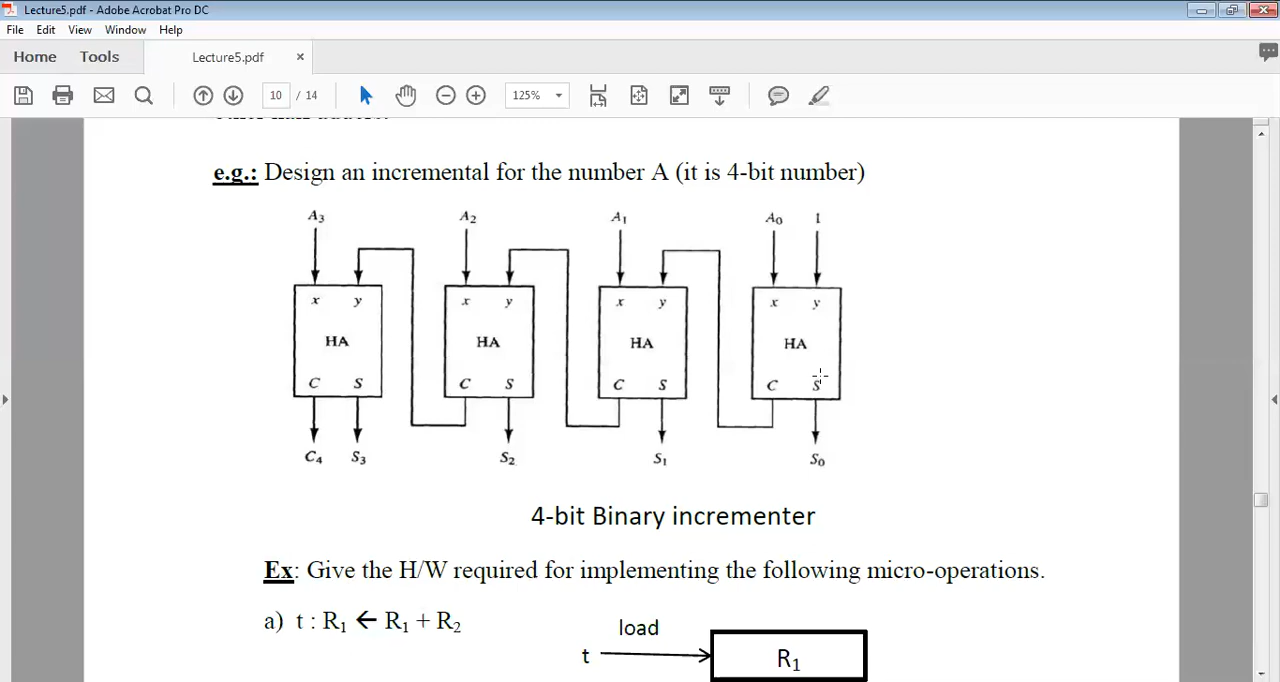 Lecture5.pdf - Adobe Acrobat Pro DC
File Edit View Window Help
Home Tools Lecture5.pdf ×
10 / 14 125%
e.g.: Design an incremental for the number A (it is 4-bit number)
A₃ A₂ A₁ A₀ 1
x y x y x y x y
HA HA HA HA
C S C S C S C S
C₄ S₃ S₂ S₁ S₀
4-bit Binary incrementer
Ex: Give the H/W required for implementing the following micro-operations.
a) t : R₁ ← R₁ + R₂
load
t R₁